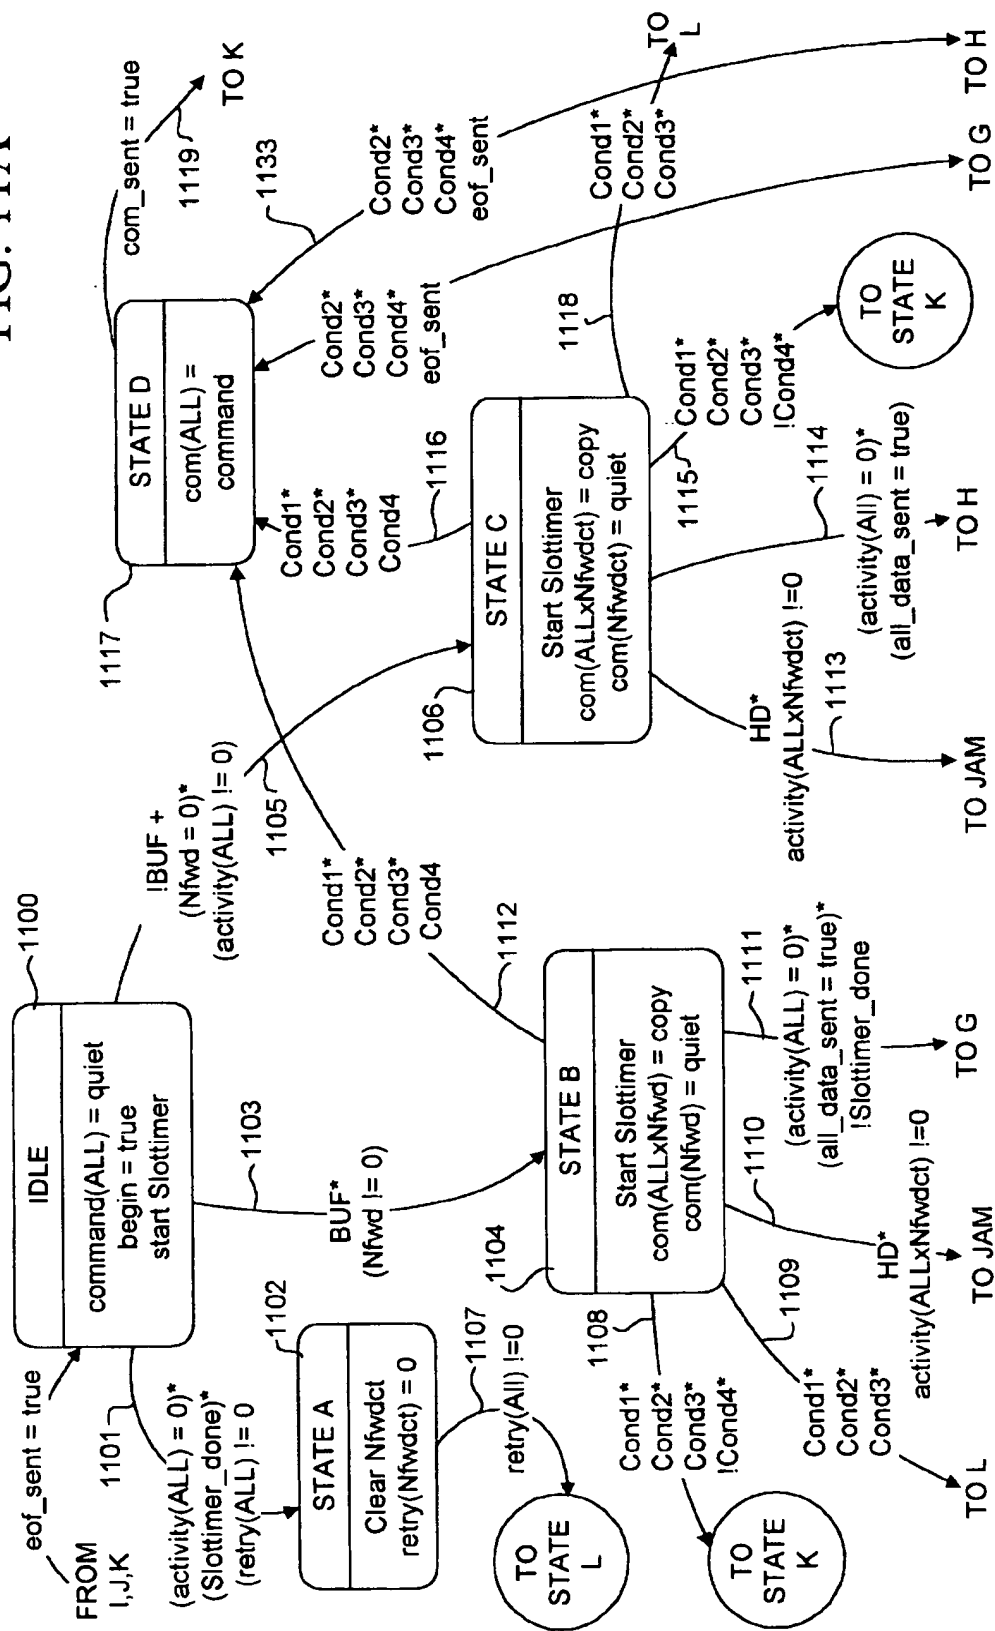 FIG. 11A
FROM
I,J,K
eof_sent = true
1100
IDLE
command(ALL) = quiet
begin = true
start Slottimer
1101
(activity(ALL) = 0)*
(Slottimer_done)*
(retry(ALL) != 0
1102
STATE A
Clear Nfwdct
retry(Nfwdct) = 0
1107
retry(All) !=0
TO
STATE
L
1103
BUF*
(Nfwd != 0)
!BUF +
(Nfwd = 0)*
(activity(ALL) != 0)
1105
1104
STATE B
Start Slottimer
com(ALLxNfwd) = copy
com(Nfwd) = quiet
1108
Cond1*
Cond2*
Cond3*
!Cond4*
TO
STATE
K
1109
Cond1*
Cond2*
Cond3*
TO L
1110
HD*
activity(ALLxNfwdct) !=0
TO JAM
1111
(activity(ALL) = 0)*
(all_data_sent = true)*
!Slottimer_done
TO G
1112
Cond1*
Cond2*
Cond3*
Cond4
1106
STATE C
Start Slottimer
com(ALLxNfwdct) = copy
com(Nfwdct) = quiet
1113
HD*
activity(ALLxNfwdct) !=0
TO JAM
1114
(activity(All) = 0)*
(all_data_sent = true)
TO H
1115
Cond1*
Cond2*
Cond3*
!Cond4*
TO
STATE
K
1116
Cond1*
Cond2*
Cond3*
Cond4
1118
Cond1*
Cond2*
Cond3*
TO
L
1117
STATE D
com(ALL) =
command
com_sent = true
1119
TO K
1133
Cond2*
Cond3*
Cond4*
eof_sent
TO H
Cond2*
Cond3*
Cond4*
eof_sent
TO G